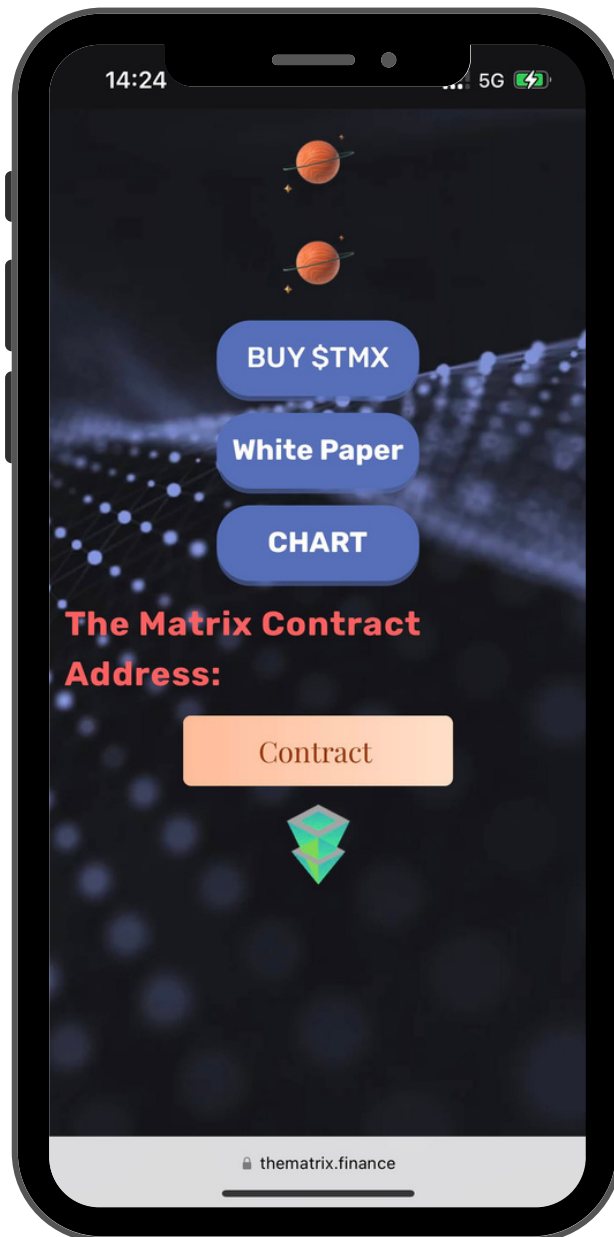 14:24
5G
BUY $TMX
White Paper
CHART
The Matrix Contract
Address:
Contract
thematrix.finance